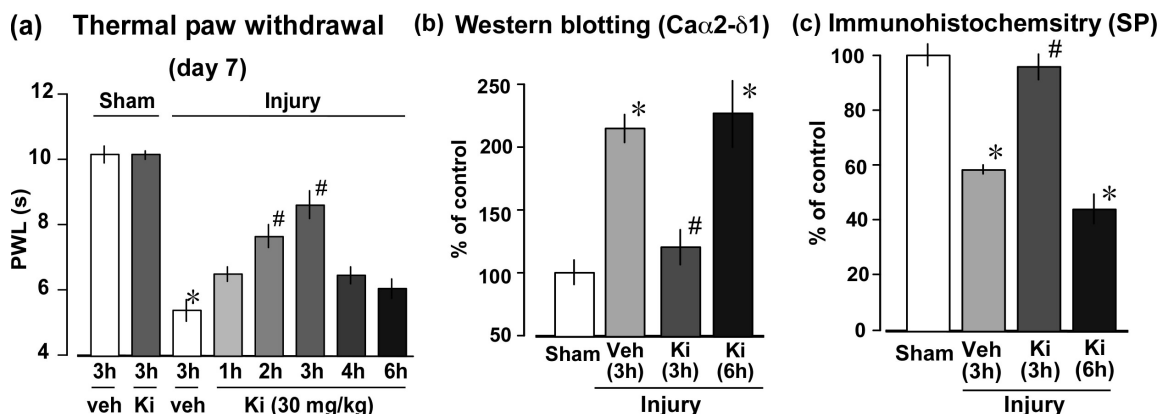 (a) Thermal paw withdrawal
(day 7)
Sham Injury
12
10
8
6
4
PWL (s)
*
#
#
3h 3h 3h 1h 2h 3h 4h 6h
veh Ki veh Ki (30 mg/kg)
(b) Western blotting (Caα2-δ1)
250
200
150
100
50
% of control
*
#
*
Sham Veh (3h) Ki (3h) Ki (6h)
Injury
(c) Immunohistochemsitry (SP)
100
80
60
40
20
0
% of control
*
#
*
Sham Veh (3h) Ki (3h) Ki (6h)
Injury